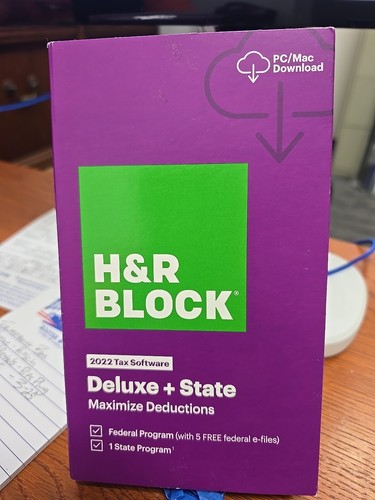 PC/Mac
Download
H&R
BLOCK®
2022 Tax Software
Deluxe + State
Maximize Deductions
Federal Program (with 5 FREE federal e-files)
1 State Program¹